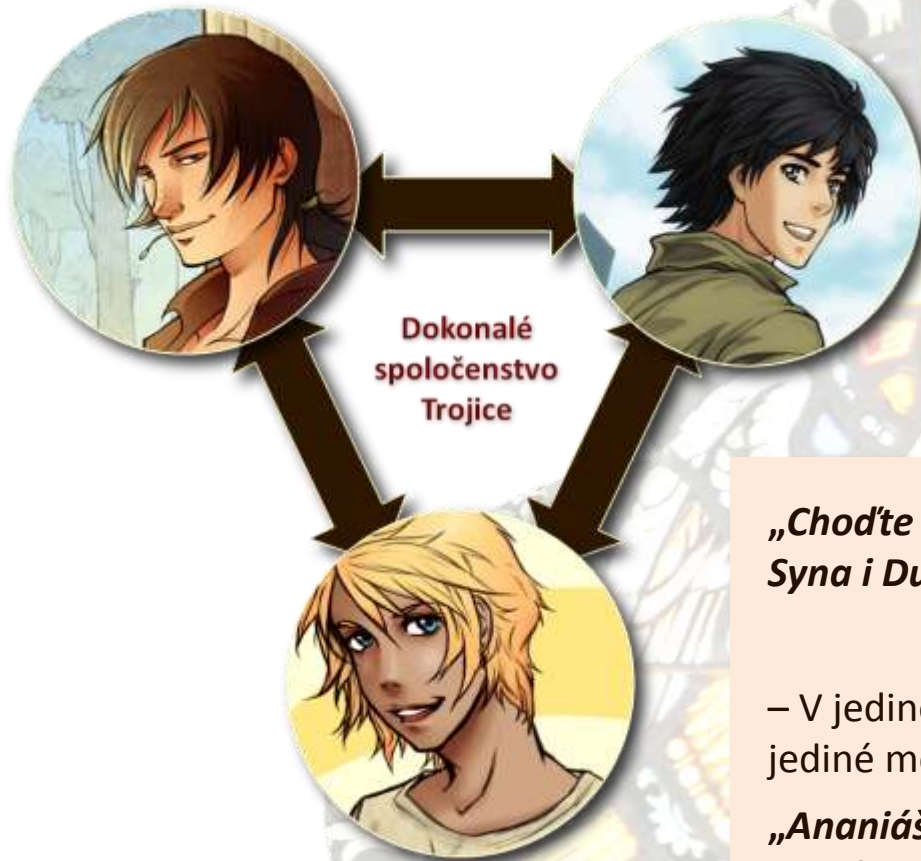 Dokonalé
spoločenstvo
Trojice
„Choďte
Syna i Du
– V jedin
jediné m
„Ananiáš